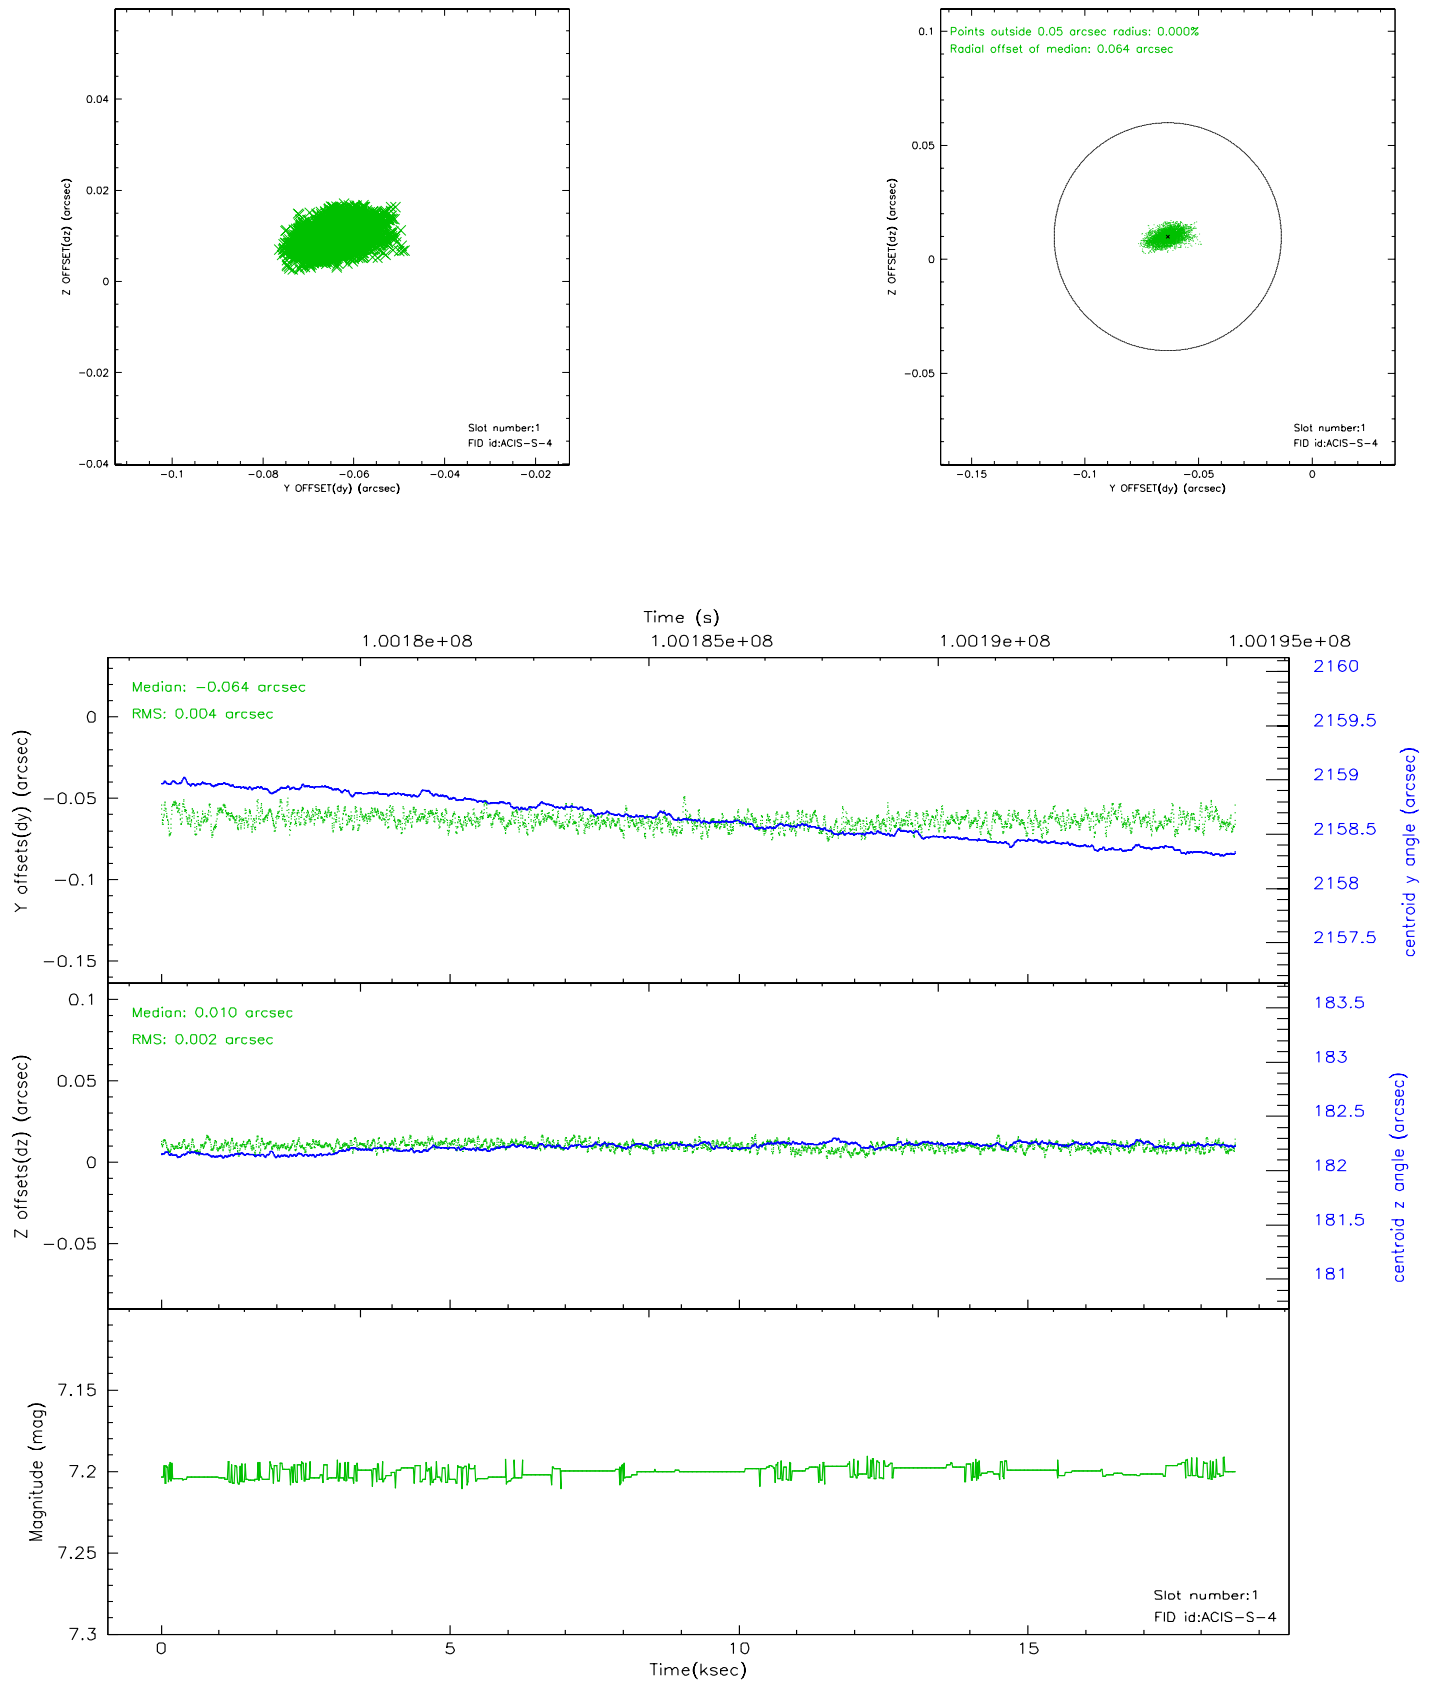 0.04
0.02
0
−0.02
−0.04
Z OFFSET(dz) (arcsec)
−0.1
−0.08
−0.06
−0.04
−0.02
Y OFFSET(dy) (arcsec)
Slot number:1
FID id:ACIS−S−4
Points outside 0.05 arcsec radius: 0.000%
Radial offset of median: 0.064 arcsec
0.1
0.05
0
−0.05
Z OFFSET(dz) (arcsec)
−0.15
−0.1
−0.05
0
Y OFFSET(dy) (arcsec)
Slot number:1
FID id:ACIS−S−4
Time (s)
1.0018e+08
1.00185e+08
1.0019e+08
1.00195e+08
Median: −0.064 arcsec
RMS: 0.004 arcsec
0
−0.05
−0.1
−0.15
Y offsets(dy) (arcsec)
2160
2159.5
2159
2158.5
2158
2157.5
centroid y angle (arcsec)
Median: 0.010 arcsec
RMS: 0.002 arcsec
0.1
0.05
0
−0.05
Z offsets(dz) (arcsec)
183.5
183
182.5
182
181.5
181
centroid z angle (arcsec)
7.15
7.2
7.25
7.3
Magnitude (mag)
Slot number:1
FID id:ACIS−S−4
0
5
10
15
Time(ksec)